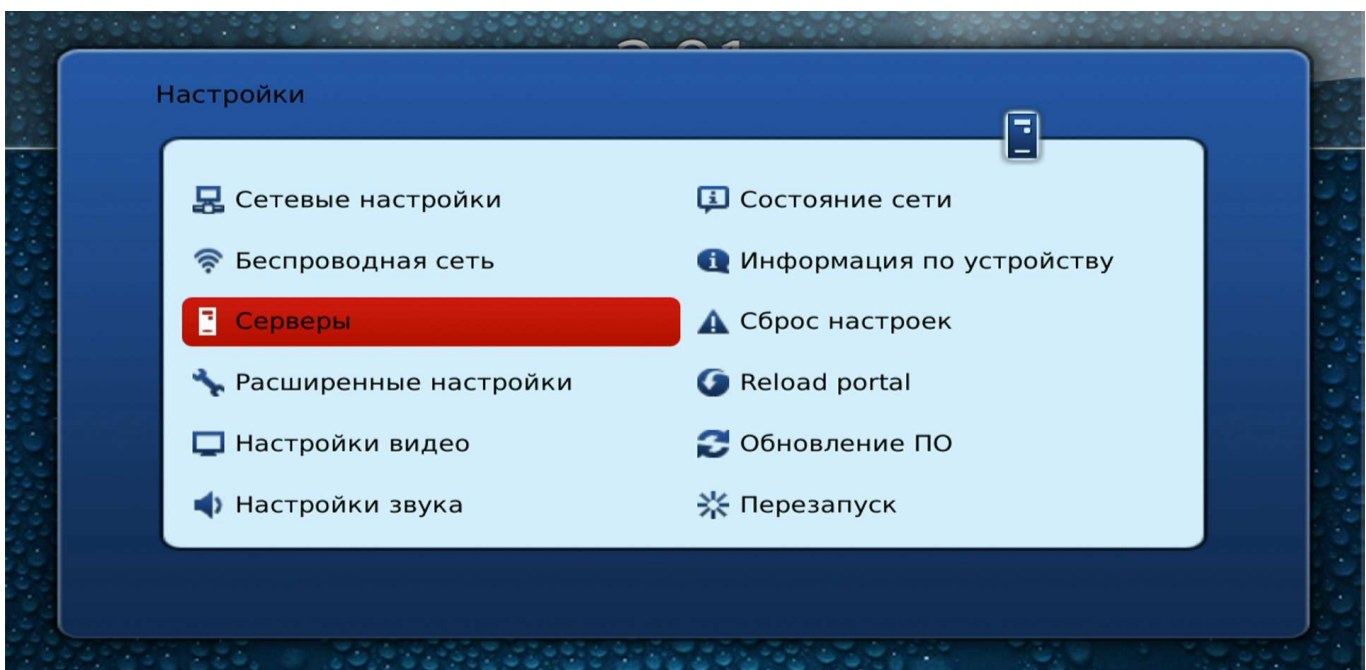 Настройки
Сетевые настройки
Беспроводная сеть
Серверы
Расширенные настройки
Настройки видео
Настройки звука
Состояние сети
Информация по устройству
Сброс настроек
Reload portal
Обновление ПО
Перезапуск